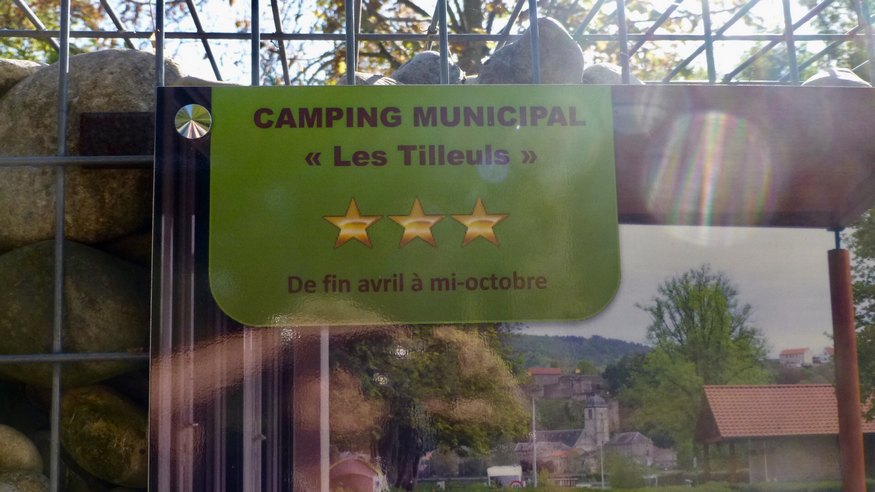 CAMPING MUNICIPAL
« Les Tilleuls »
De fin avril à mi-octobre